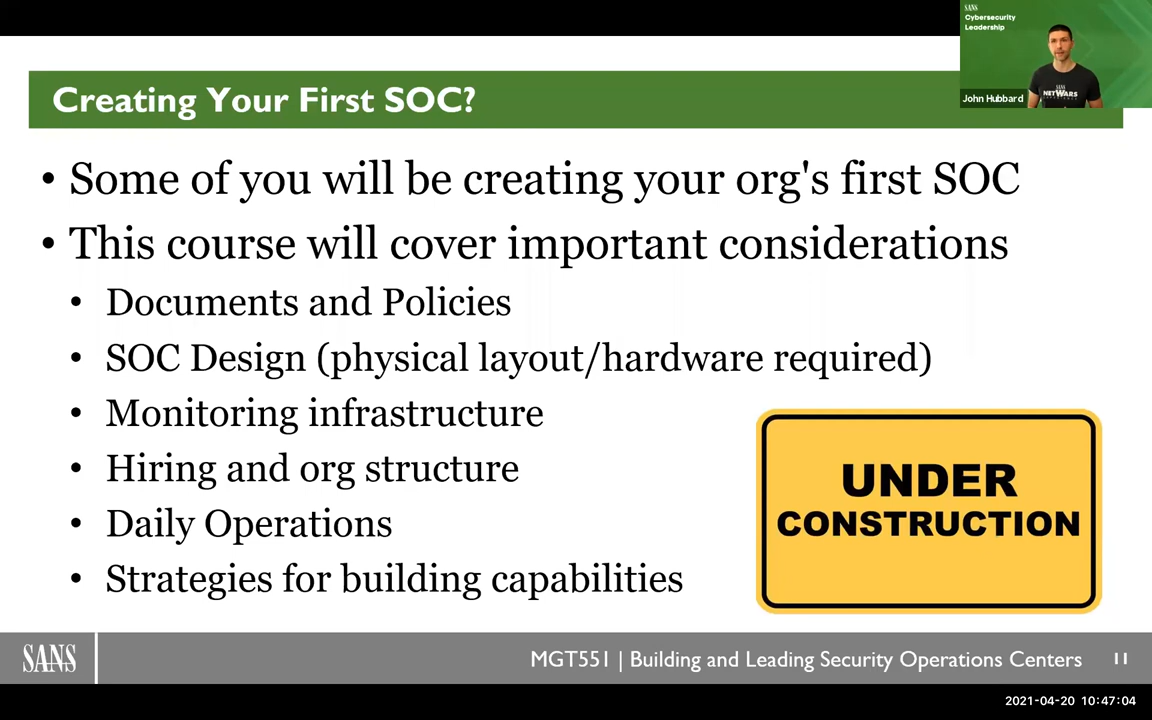 SANS
Cybersecurity
Leadership
NETWARS
John Hubbard
Creating Your First SOC?
• Some of you will be creating your org's first SOC
• This course will cover important considerations
• Documents and Policies
• SOC Design (physical layout/hardware required)
• Monitoring infrastructure
• Hiring and org structure
• Daily Operations
• Strategies for building capabilities
UNDER
CONSTRUCTION
SANS
MGT551 | Building and Leading Security Operations Centers
11
2021-04-20 10:47:04